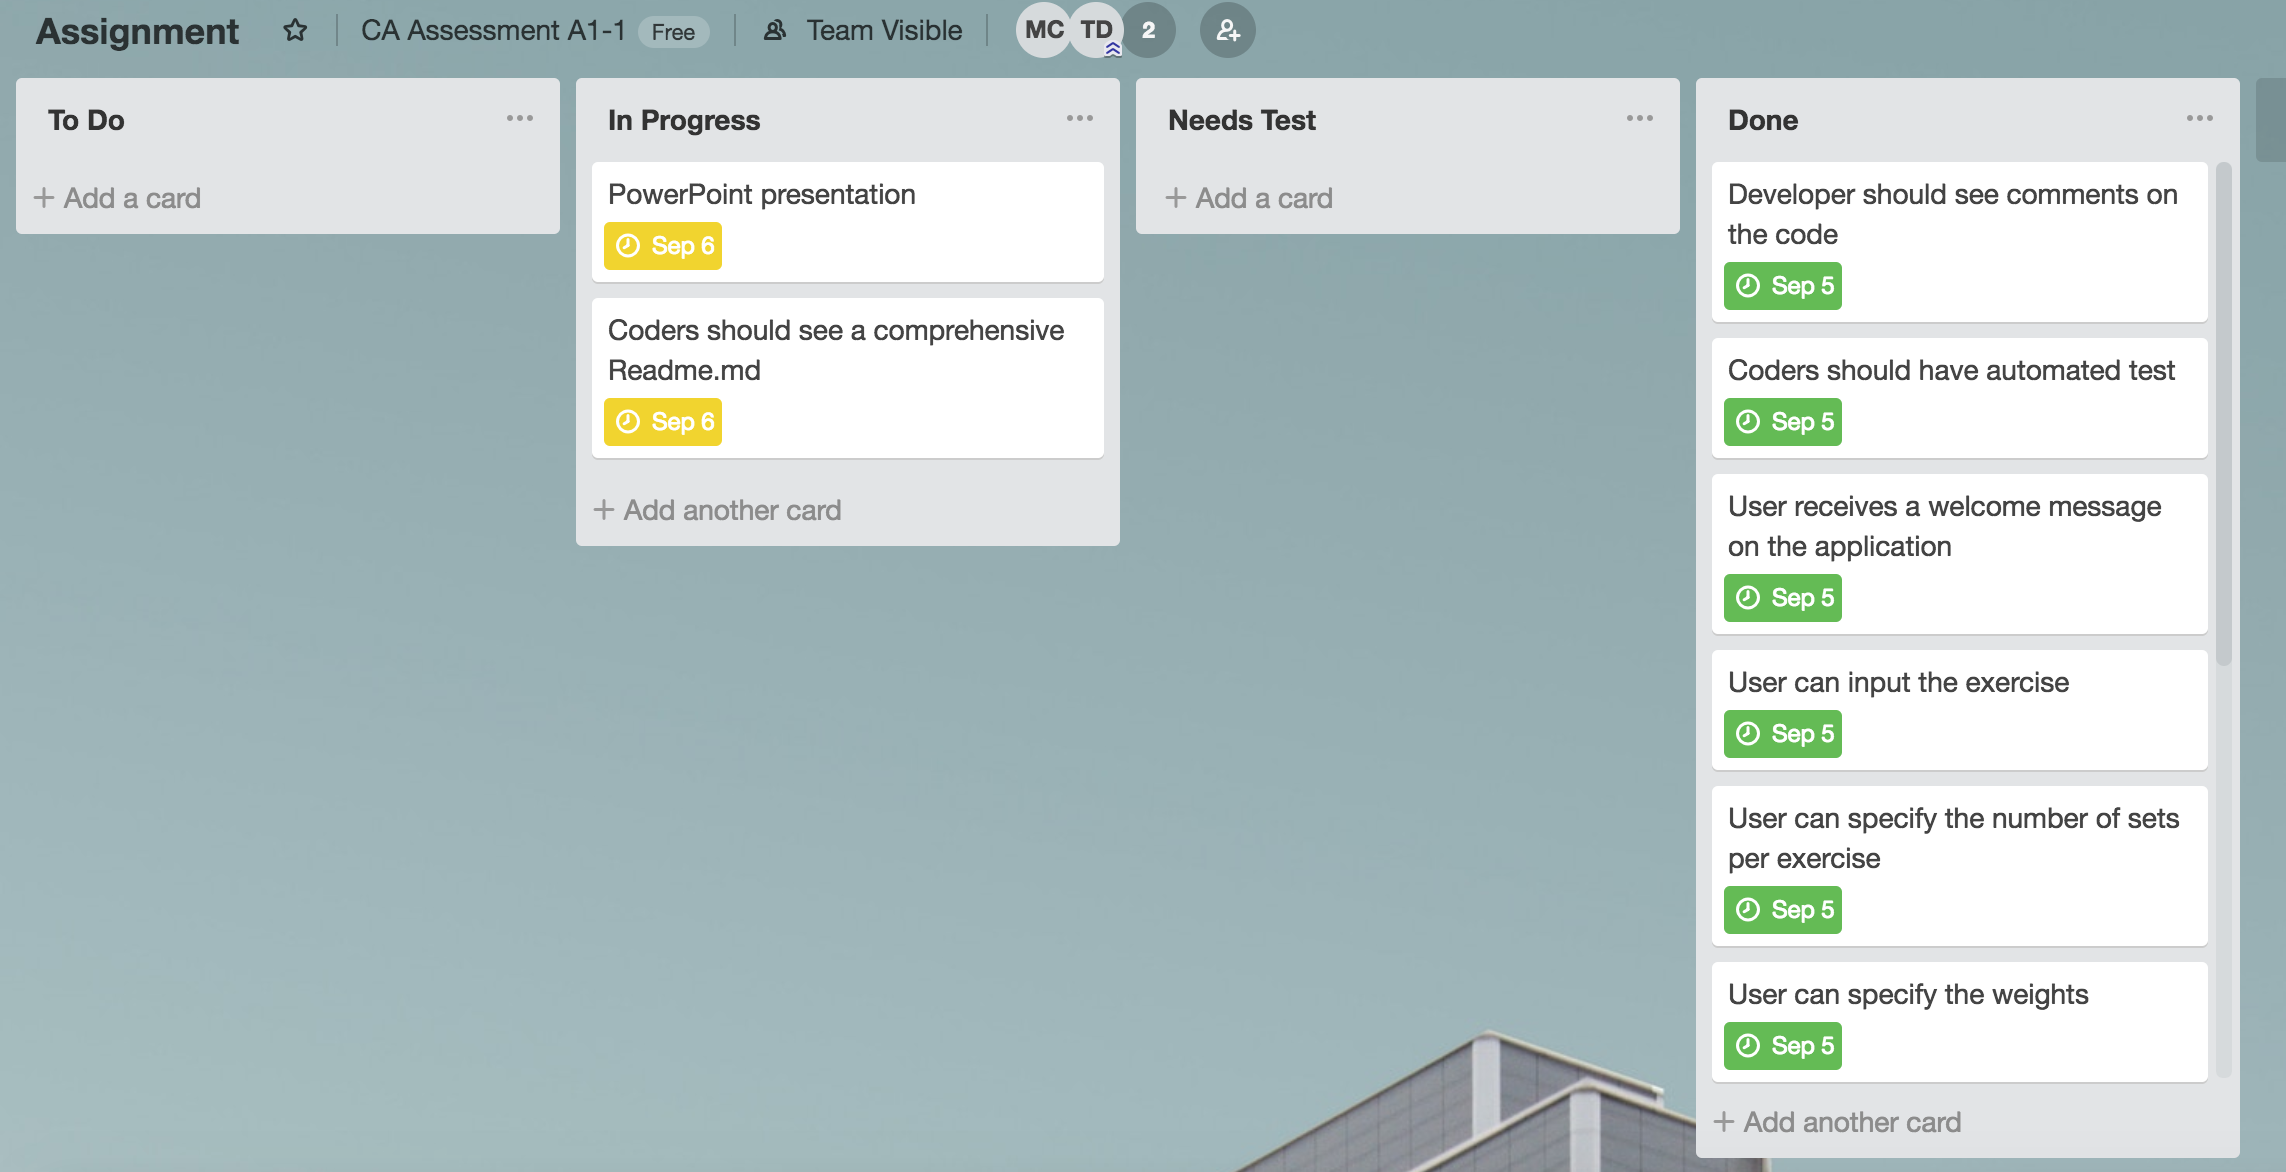 Assignment
CA Assessment A1-1 Free
Team Visible
MC TD 2
To Do
+ Add a card
In Progress
PowerPoint presentation
Sep 6
Coders should see a comprehensive
Readme.md
Sep 6
+ Add another card
Needs Test
+ Add a card
Done
Developer should see comments on
the code
Sep 5
Coders should have automated test
Sep 5
User receives a welcome message
on the application
Sep 5
User can input the exercise
Sep 5
User can specify the number of sets
per exercise
Sep 5
User can specify the weights
Sep 5
+ Add another card